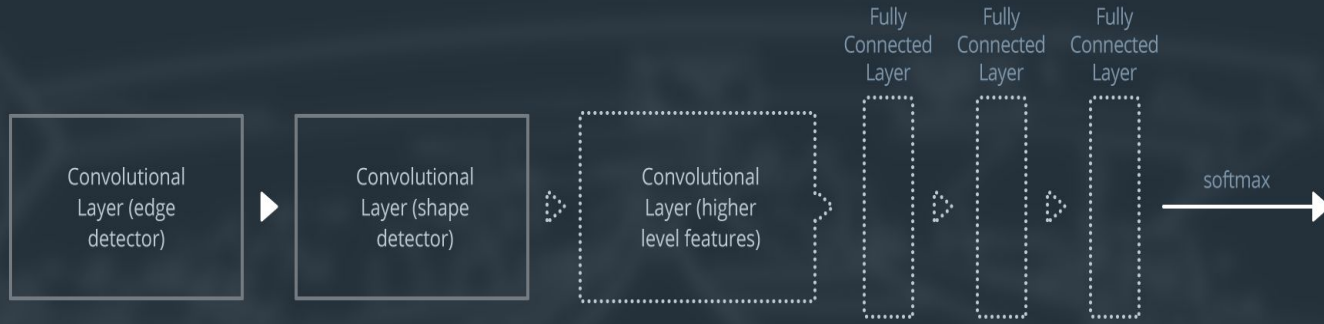 Convolutional
Layer (edge
detector)
Convolutional
Layer (shape
detector)
Convolutional
Layer (higher
level features)
Fully
Connected
Layer
Fully
Connected
Layer
Fully
Connected
Layer
softmax